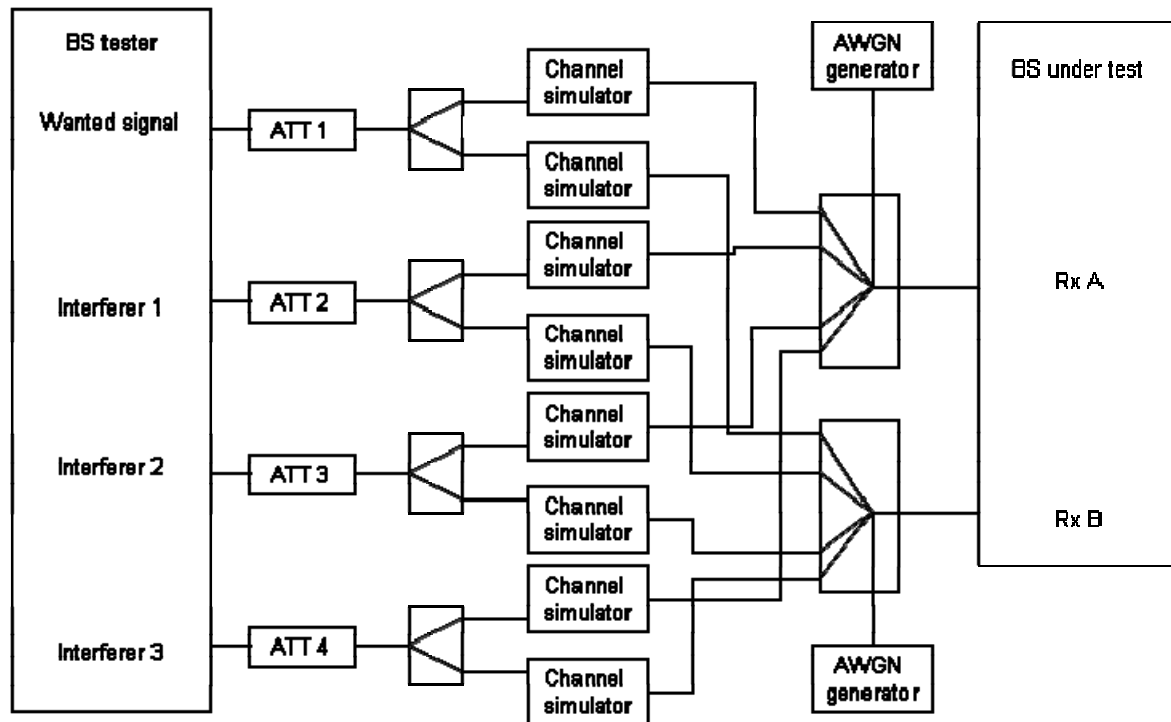 BS tester
Wanted signal
Interferer 1
Interferer 2
Interferer 3
ATT 1
ATT 2
ATT 3
ATT 4
Channel
simulator
Channel
simulator
Channel
simulator
Channel
simulator
Channel
simulator
Channel
simulator
Channel
simulator
Channel
simulator
AWGN
generator
AWGN
generator
BS under test
Rx A
Rx B